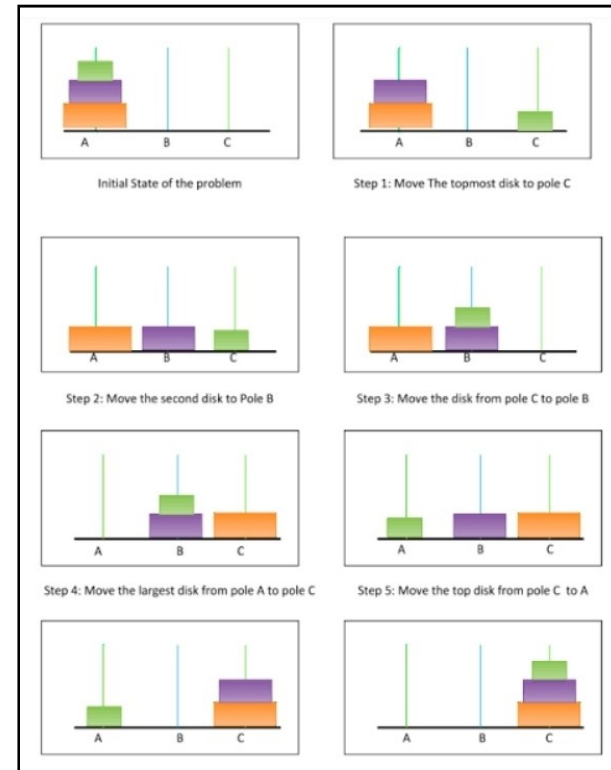 A B C
A B C
Initial State of the problem
Step 1: Move The topmost disk to pole C
A B C
A B C
Step 2: Move the second disk to Pole B
Step 3: Move the disk from pole C to pole B
A B C
A B C
Step 4: Move the largest disk from pole A to pole C
Step 5: Move the top disk from pole C to A
A B C
A B C